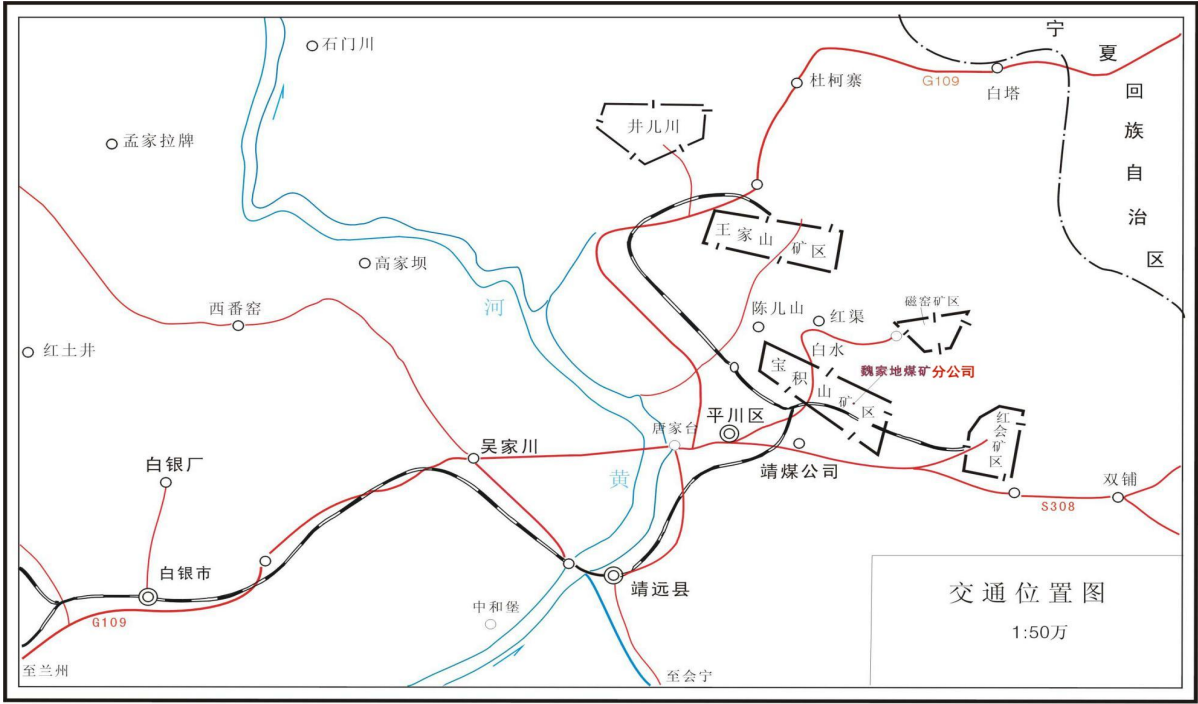 石门川
宁夏回族自治区
杜柯寨
G109
白塔
井儿川
孟家拉牌
王家山矿区
高家坝
河
西番窑
红土井
陈儿山
红渠
磁窑矿区
白水
宝积山矿区
魏家地煤矿分公司
平川区
唐家台
红会矿区
吴家川
白银厂
黄
靖煤公司
双铺
S308
白银市
靖远县
中和堡
G109
至兰州
至会宁
交通位置图
1:50万